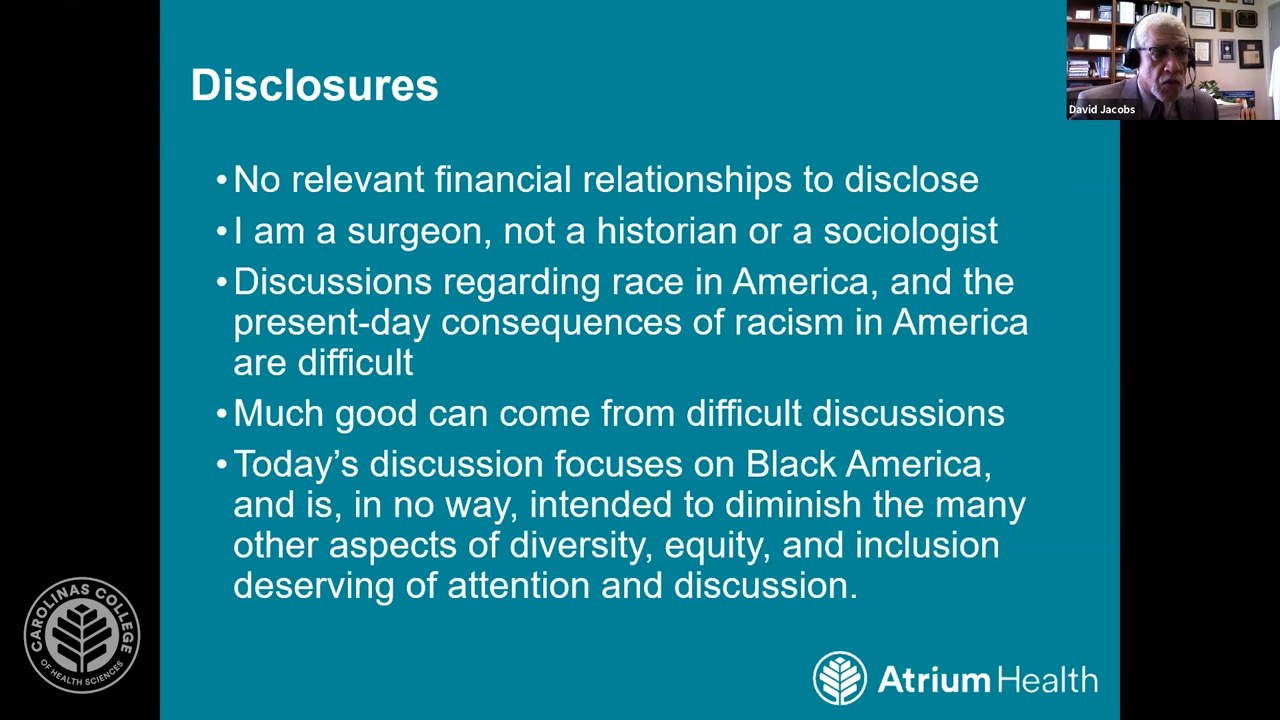 Disclosures
•No relevant financial relationships to disclose
•I am a surgeon, not a historian or a sociologist
•Discussions regarding race in America, and the
present-day consequences of racism in America
are difficult
•Much good can come from difficult discussions
•Today’s discussion focuses on Black America,
and is, in no way, intended to diminish the many
other aspects of diversity, equity, and inclusion
deserving of attention and discussion.
David Jacobs
CAROLINAS COLLEGE
OF HEALTH SCIENCES
Atrium Health